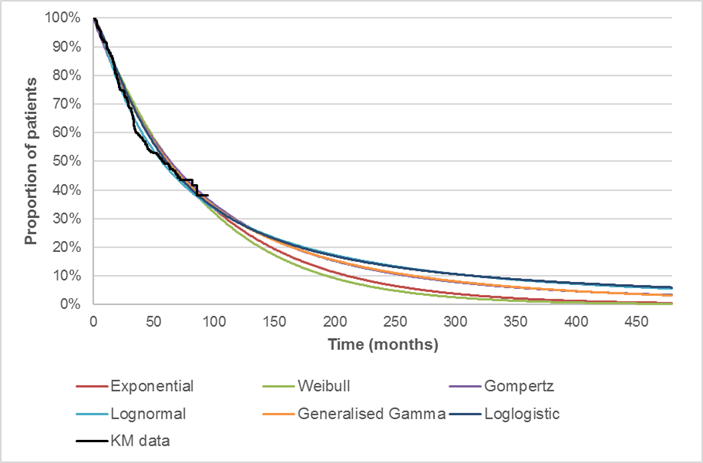 100%
90%
80%
70%
60%
50%
40%
30%
20%
10%
0%
Proportion of patients
0 50 100 150 200 250 300 350 400 450
Time (months)
Exponential Weibull Gompertz
Lognormal Generalised Gamma Loglogistic
KM data